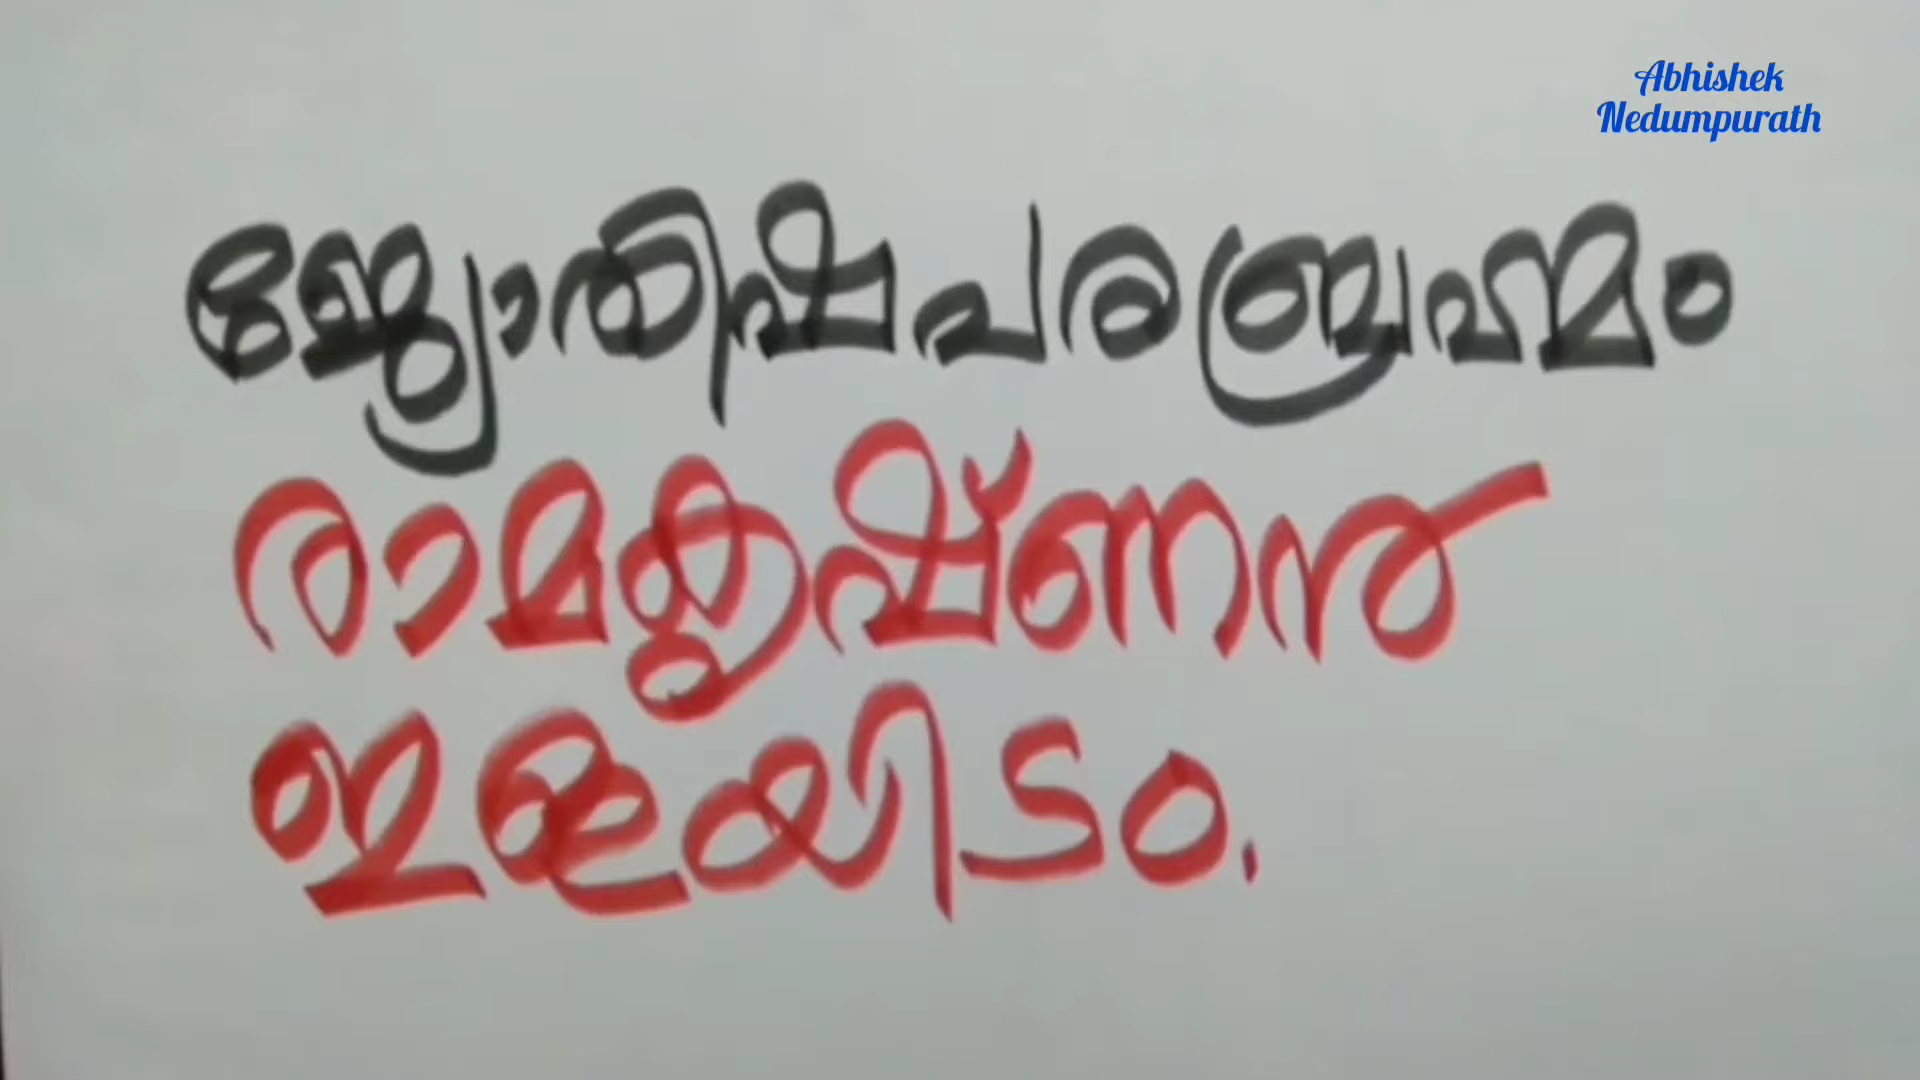 Abhishek
Nedumpurath
ജ്യോതിഷപരബ്രഹ്മം
രാമകൃഷ്ണന്ത
ഇളയിടം.